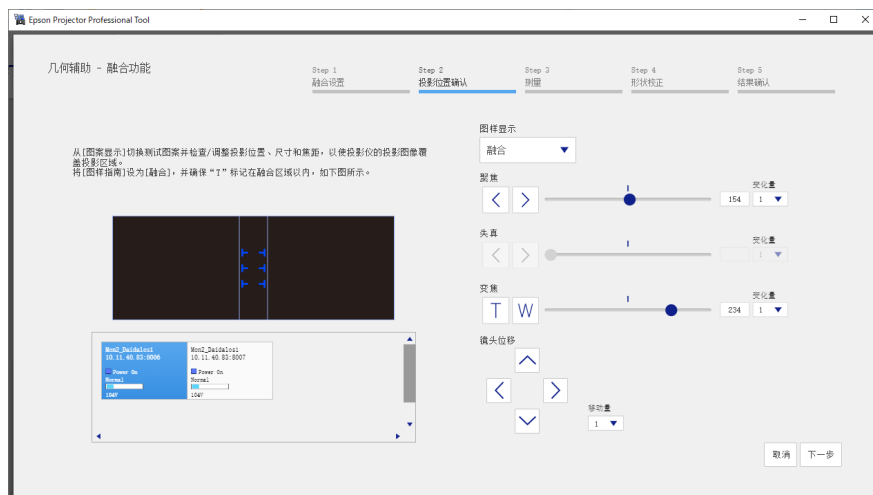 Epson Projector Professional Tool
几何辅助 - 融合功能
Step 1
融合设置
Step 2
投影位置确认
Step 3
测量
Step 4
形状校正
Step 5
结果确认
从[图案显示]切换测试图案并检查/调整投影位置、尺寸和焦距，以使投影仪的投影图像覆
盖投影区域。
将[图样指南]设为[融合]，并确保“T”标记在融合区域以内，如下图所示。
Mon2_Daidalos1
10.11.40.83:8006
Power On
Normal
104V
Mon2_Daidalos1
10.11.40.83:8007
Power On
Normal
104V
图样显示
融合
聚焦
变化量
154
1
失真
变化量
1
变焦
T
W
变化量
234
1
镜头位移
移动量
1
取消
下一步